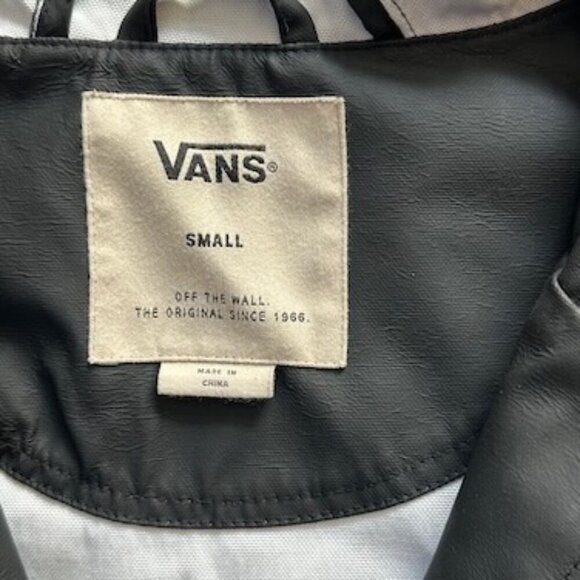 VANS®
SMALL
OFF THE WALL.
THE ORIGINAL SINCE 1966.
MADE IN
CHINA